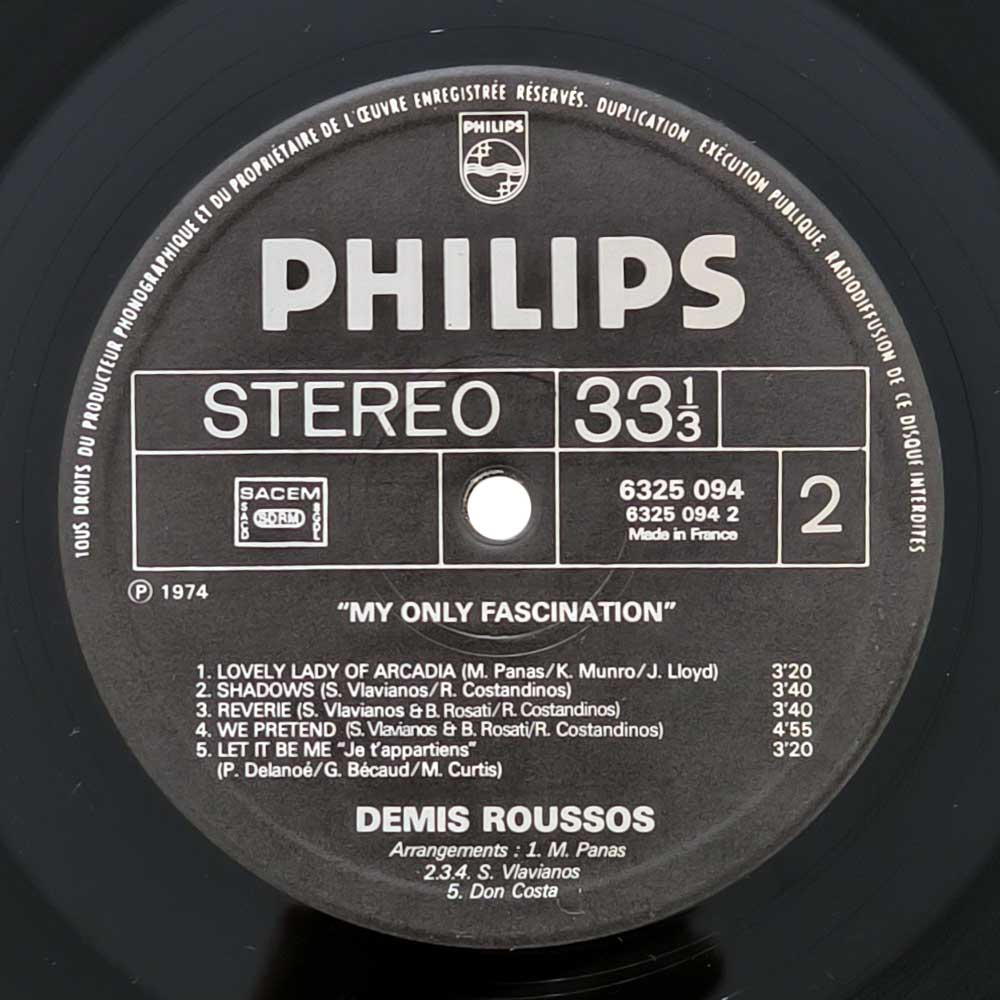 TOUS DROITS DU PRODUCTEUR PHONOGRAPHIQUE ET DU PROPRIÉTAIRE DE L'ŒUVRE ENREGISTRÉE RÉSERVÉS. DUPLICATION EXÉCUTION PUBLIQUE, RADIODIFFUSION DE CE DISQUE INTERDITES
PHILIPS
PHILIPS
STEREO 33 1/3
SACEM
SACD SDRM SGDL
6325 094
6325 094 2
Made in France
2
Ⓟ 1974
"MY ONLY FASCINATION"
1. LOVELY LADY OF ARCADIA (M. Panas/K. Munro/J. Lloyd) 3'20
2. SHADOWS (S. Vlavianos/R. Costandinos) 3'40
3. REVERIE (S. Vlavianos & B. Rosati/R. Costandinos) 3'40
4. WE PRETEND (S. Vlavianos & B. Rosati/R. Costandinos) 4'55
5. LET IT BE ME "Je t'appartiens" 3'20
(P. Delanoé/G. Bécaud/M. Curtis)
DEMIS ROUSSOS
Arrangements : 1. M. Panas
2.3.4. S. Vlavianos
5. Don Costa